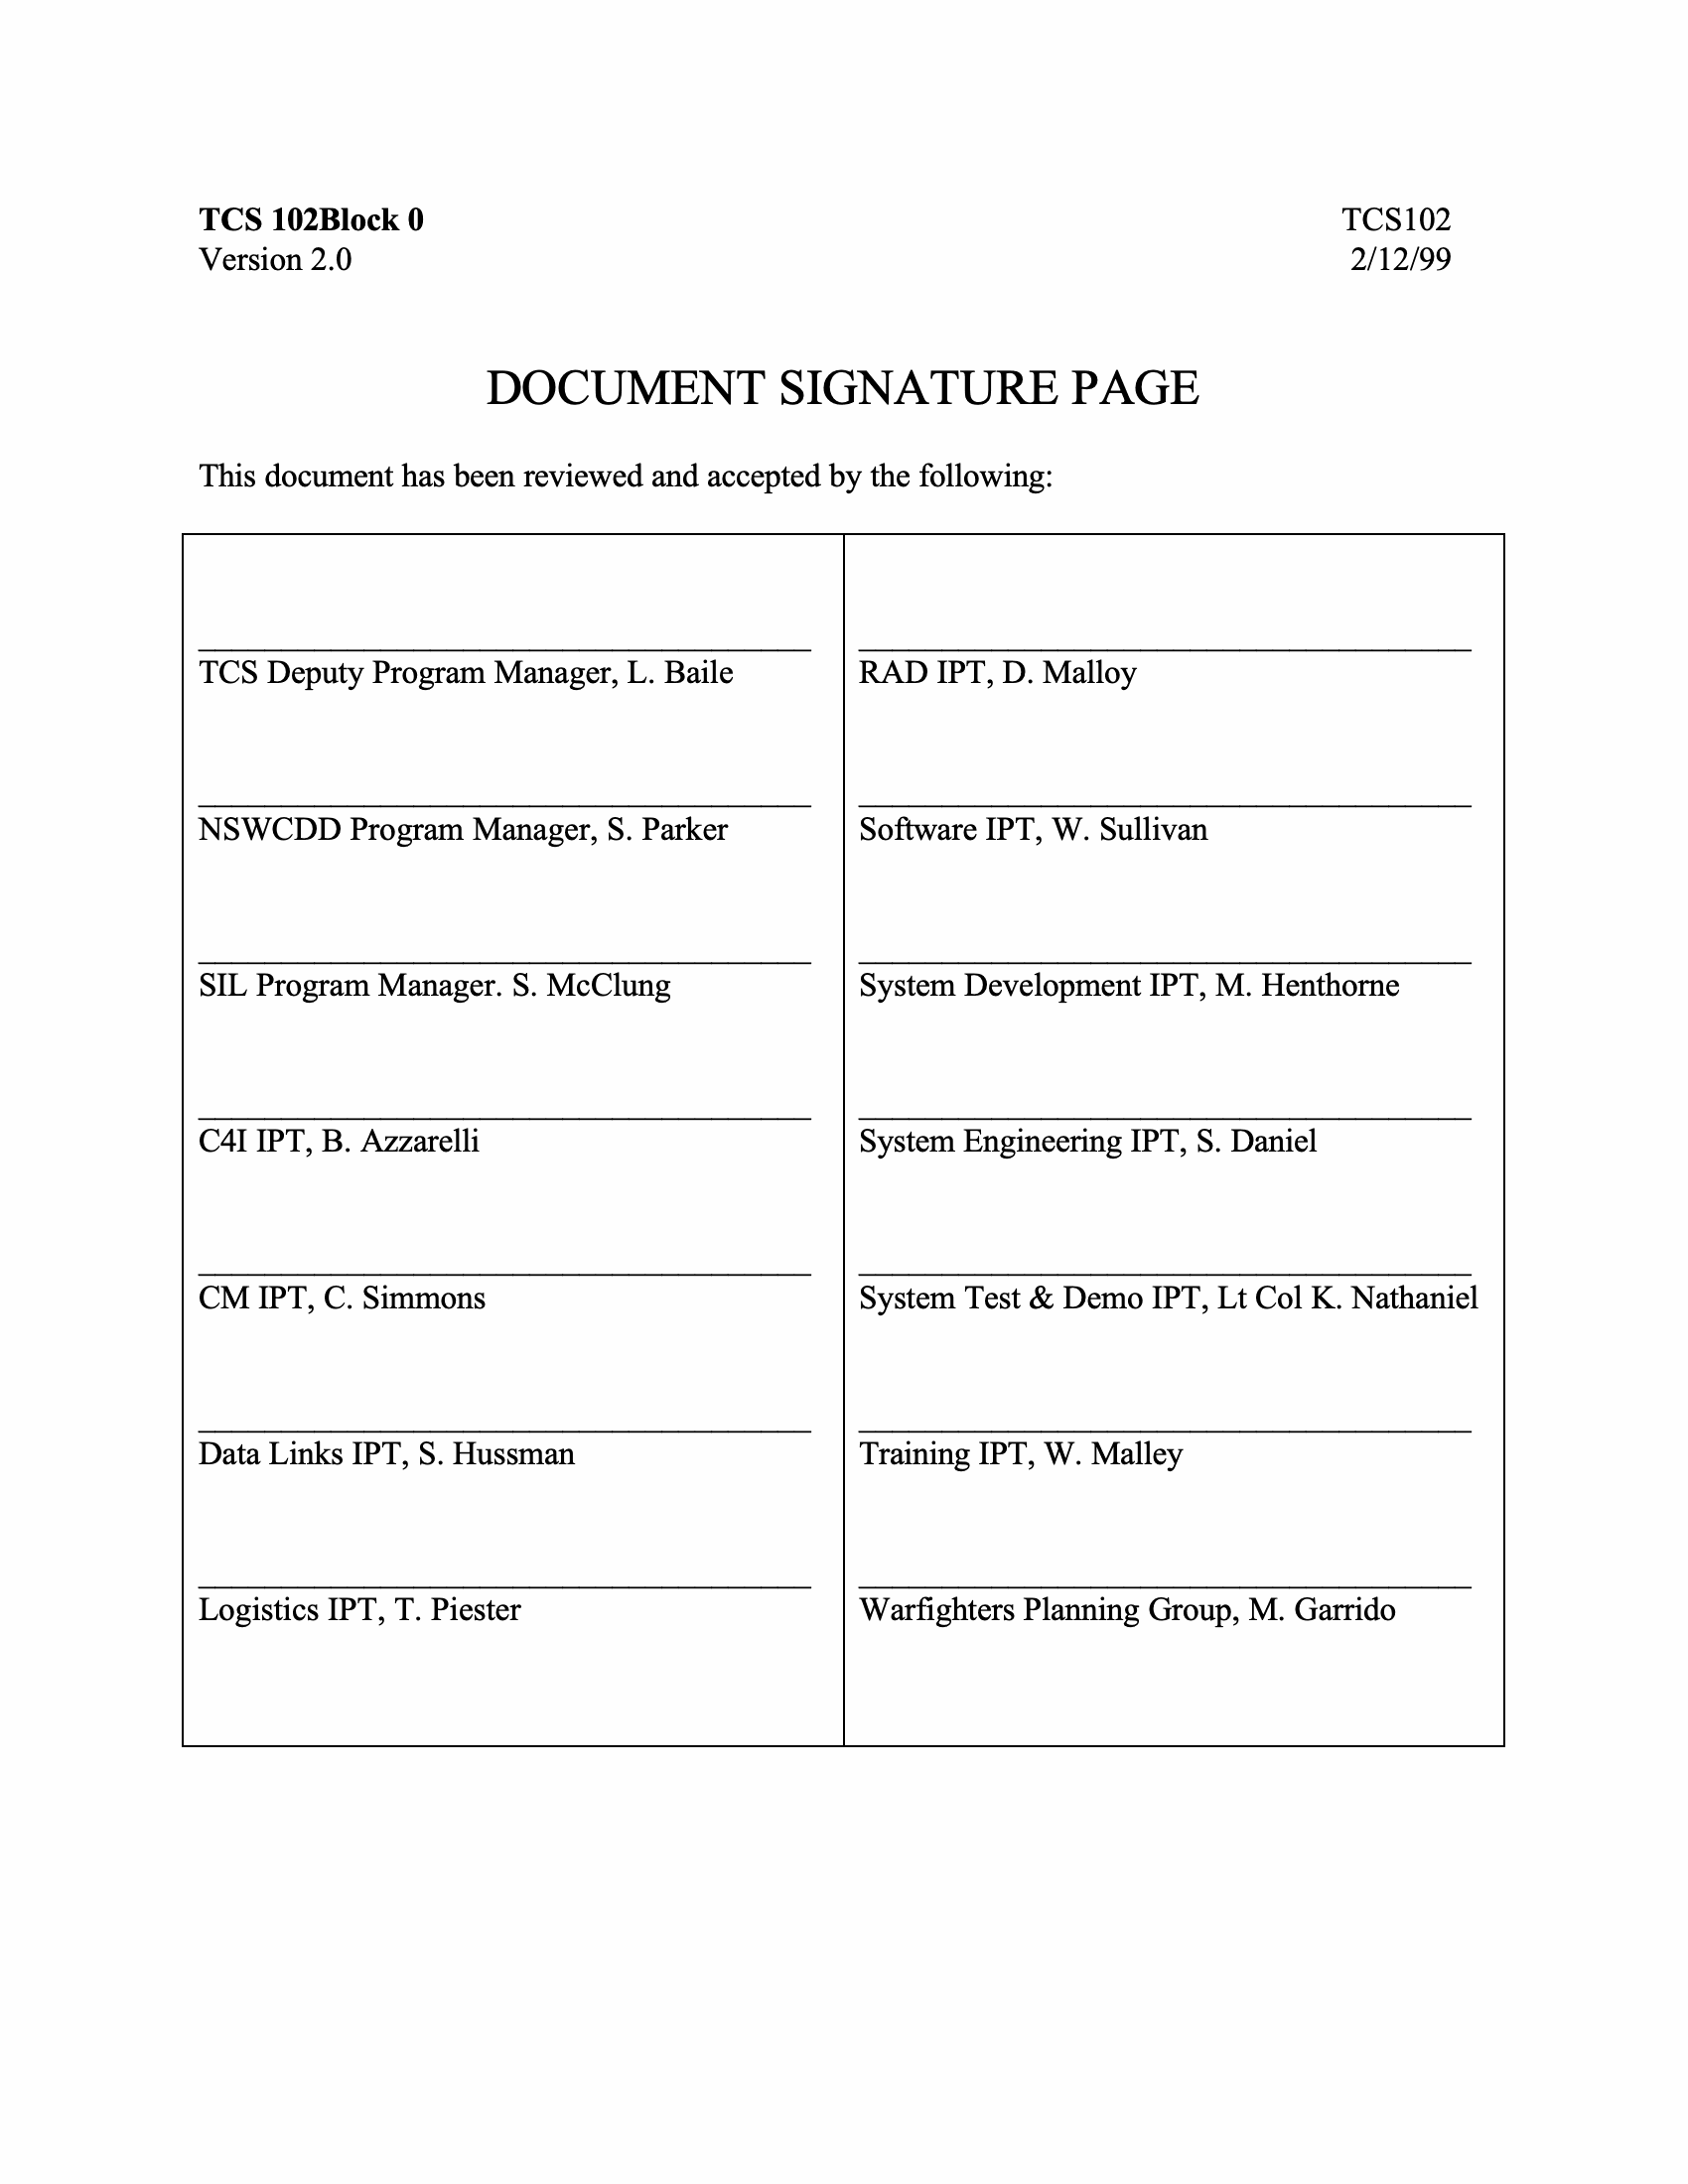 TCS 102Block 0 TCS102
Version 2.0 2/12/99
DOCUMENT SIGNATURE PAGE
This document has been reviewed and accepted by the following:
TCS Deputy Program Manager, L. Baile
NSWCDD Program Manager, S. Parker
SIL Program Manager. S. McClung
C4I IPT, B. Azzarelli
CM IPT, C. Simmons
Data Links IPT, S. Hussman
Logistics IPT, T. Piester
RAD IPT, D. Malloy
Software IPT, W. Sullivan
System Development IPT, M. Henthorne
System Engineering IPT, S. Daniel
System Test & Demo IPT, Lt Col K. Nathaniel
Training IPT, W. Malley
Warfighters Planning Group, M. Garrido